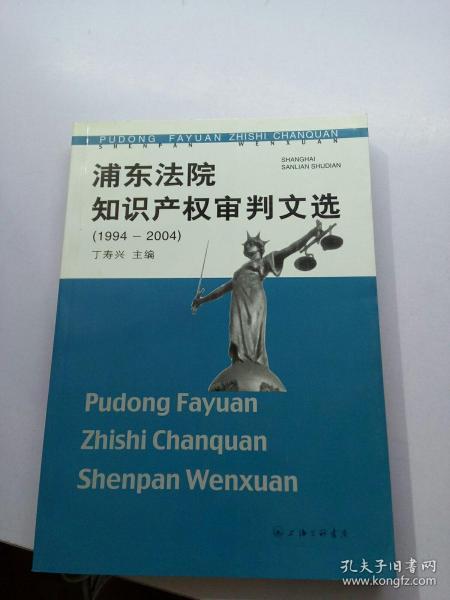 PUDONG FAYUAN ZHISHI CHANQUAN
SHENPAN WENXUAN
SHANGHAI
SANLIAN SHUDIAN
浦东法院
知识产权审判文选
(1994－2004)
丁寿兴 主编
Pudong Fayuan
Zhishi Chanquan
Shenpan Wenxuan
上海三联书店
孔夫子旧书网
www.kongfz.com